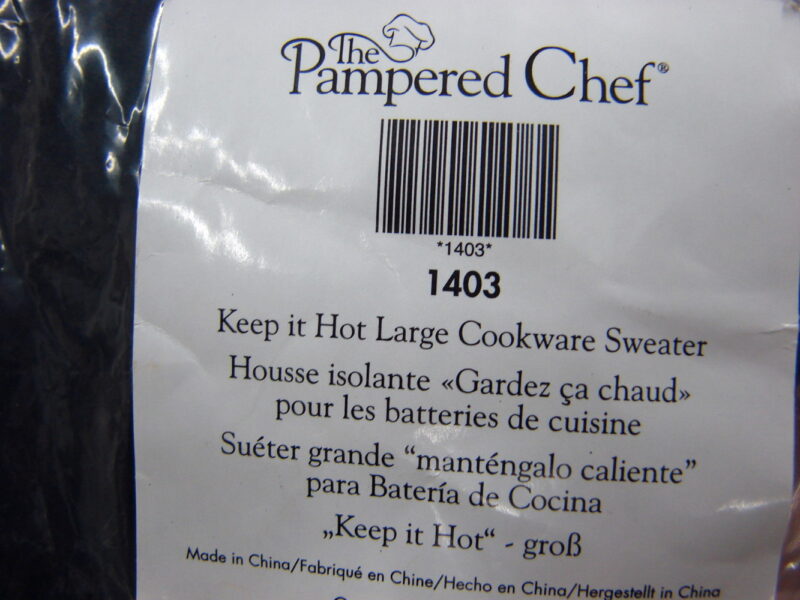 The
Pampered Chef®
*1403*
1403
Keep it Hot Large Cookware Sweater
Housse isolante «Gardez ça chaud»
pour les batteries de cuisine
Suéter grande “manténgalo caliente”
para Batería de Cocina
„Keep it Hot“ - groß
Made in China/Fabriqué en Chine/Hecho en China/Hergestellt in China